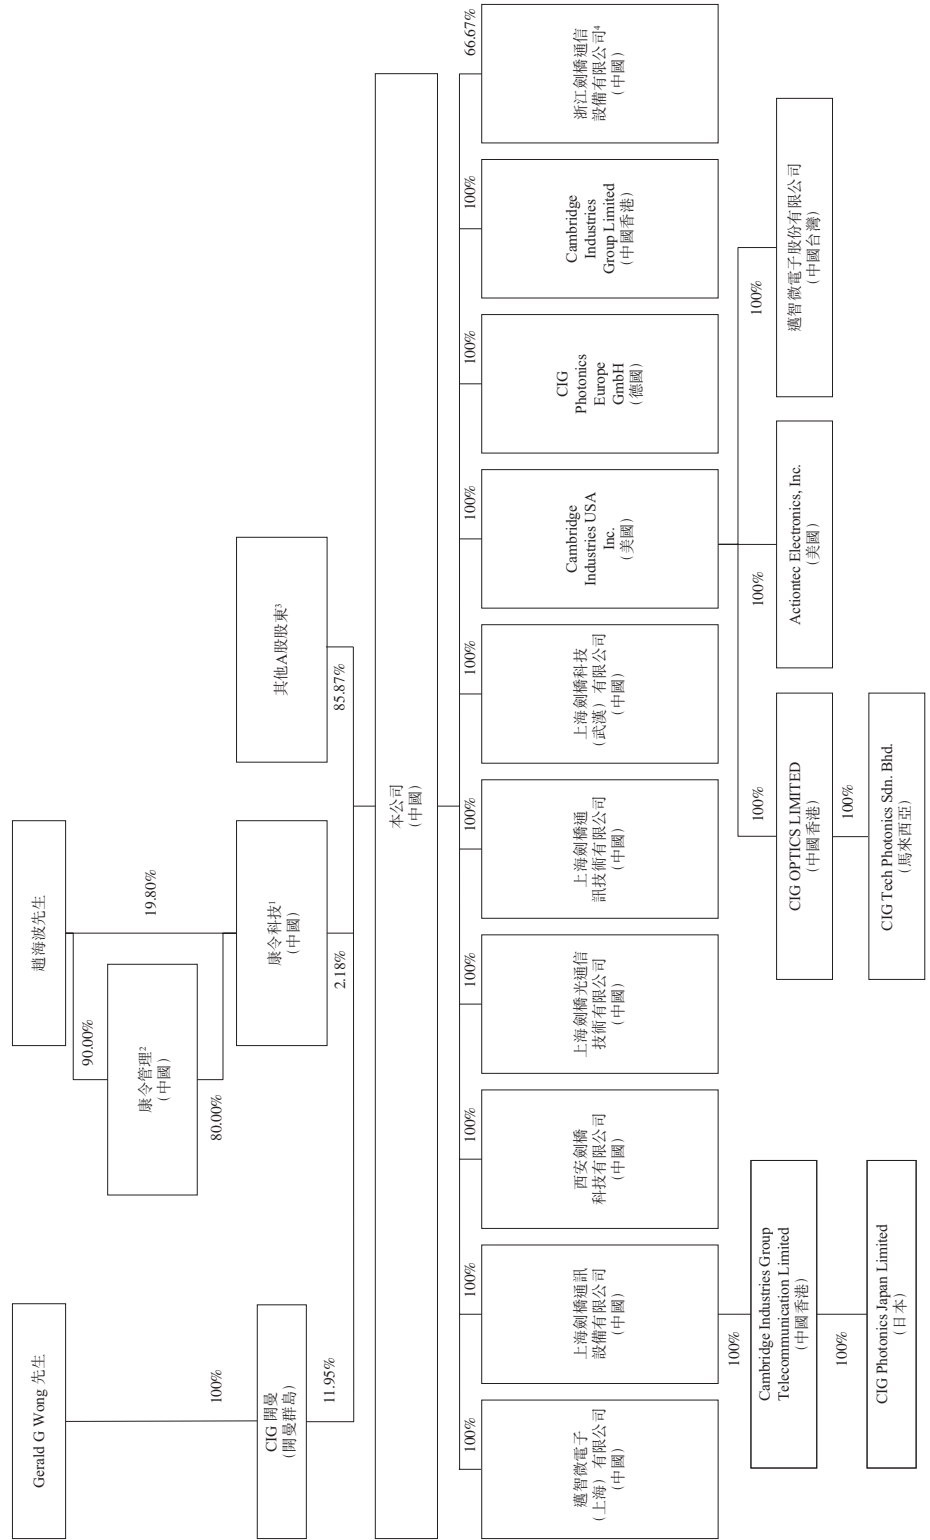 Gerald G Wong 先生
趙海波先生
100%
90.00%
19.80%
康令管理²
(中國)
80.00%
CIG 開曼
(開曼群島)
康令科技¹
(中國)
其他A股股東³
11.95%
2.18%
85.87%
本公司
(中國)
100%
100%
100%
100%
100%
100%
100%
100%
100%
66.67%
邁智微電子
(上海)有限公司
(中國)
上海劍橋通訊
設備有限公司
(中國)
西安劍橋
科技有限公司
(中國)
上海劍橋光通信
技術有限公司
(中國)
上海劍橋通
訊技術有限公司
(中國)
上海劍橋科技
(武漢)有限公司
(中國)
Cambridge
Industries USA
Inc.
(美國)
CIG
Photonics
Europe
GmbH
(德國)
Cambridge
Industries
Group Limited
(中國香港)
浙江劍橋通信
設備有限公司⁴
(中國)
100%
100%
100%
100%
Cambridge Industries Group
Telecommunication Limited
(中國香港)
CIG OPTICS LIMITED
(中國香港)
Actiontec Electronics, Inc.
(美國)
邁智微電子股份有限公司
(中國台灣)
100%
100%
CIG Photonics Japan Limited
(日本)
CIG Tech Photonics Sdn. Bhd.
(馬來西亞)